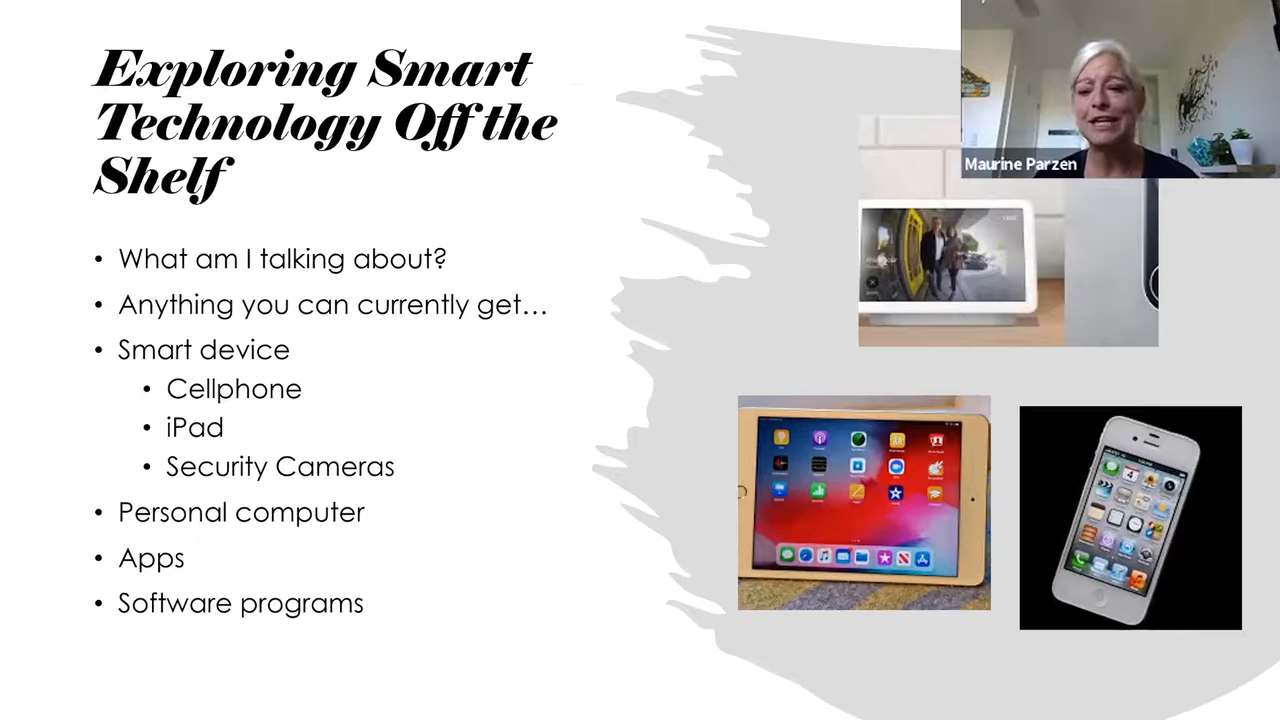 Exploring Smart
Technology Off the
Shelf
• What am I talking about?
• Anything you can currently get...
• Smart device
• Cellphone
• iPad
• Security Cameras
• Personal computer
• Apps
• Software programs
Maurine Parzen